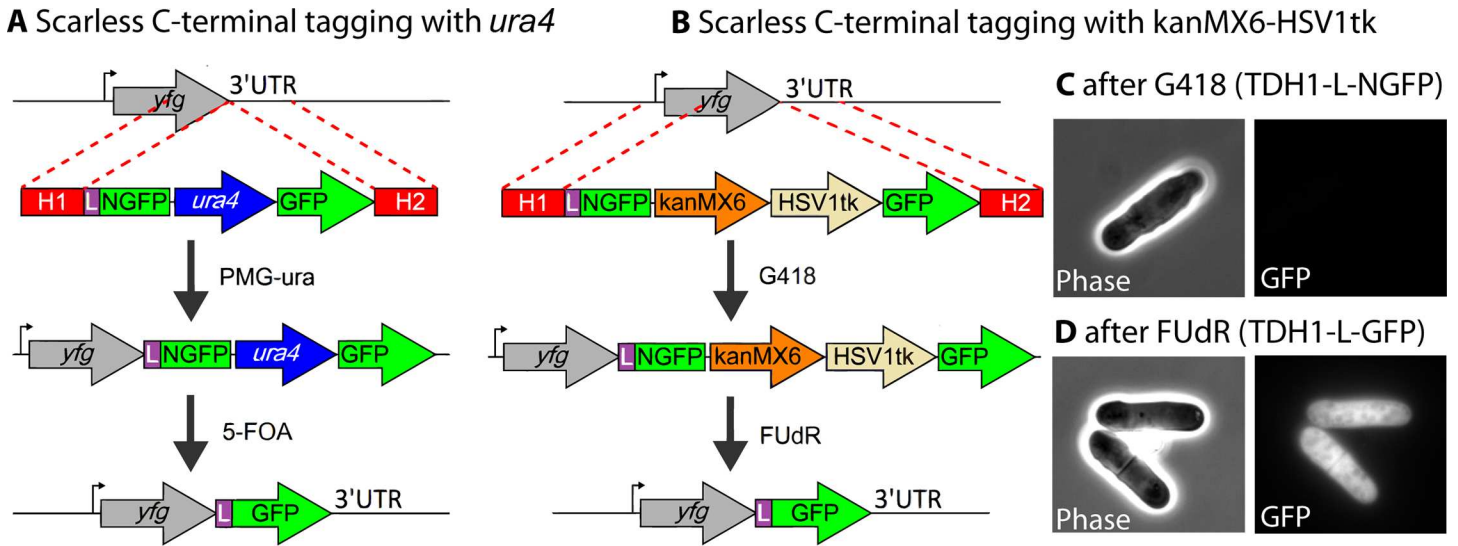 A Scarless C-terminal tagging with ura4
yfg
3'UTR
H1 L NGFP ura4 GFP H2
PMG-ura
yfg L NGFP ura4 GFP
5-FOA
yfg L GFP 3'UTR
B Scarless C-terminal tagging with kanMX6-HSV1tk
yfg
3'UTR
H1 L NGFP kanMX6 HSV1tk GFP H2
G418
yfg L NGFP kanMX6 HSV1tk GFP
FUdR
yfg L GFP 3'UTR
C after G418 (TDH1-L-NGFP)
Phase GFP
D after FUdR (TDH1-L-GFP)
Phase GFP